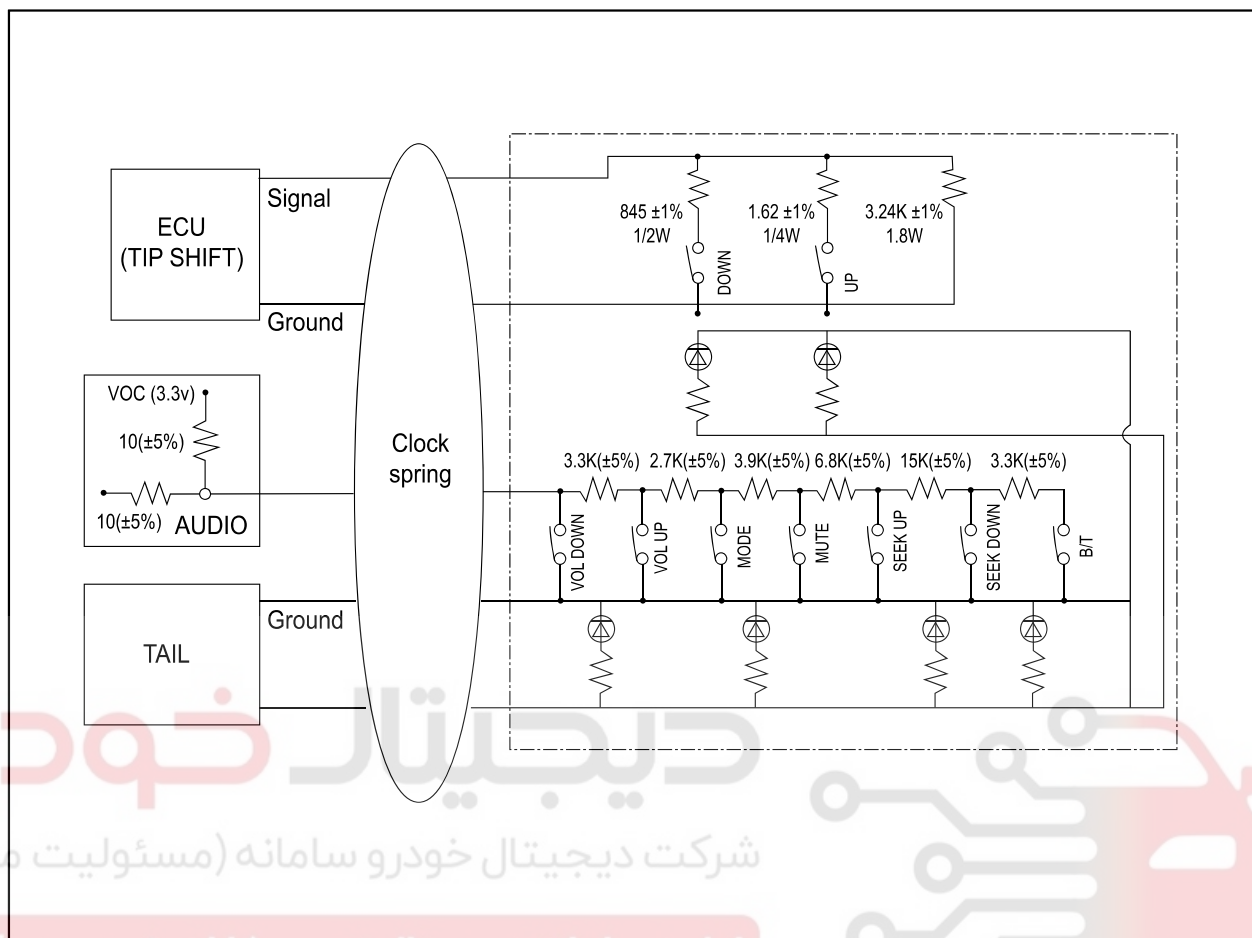 ECU
(TIP SHIFT)
Signal
Ground
845 ±1%
1/2W
DOWN
1.62 ±1%
1/4W
UP
3.24K ±1%
1.8W
VOC (3.3v)
10(±5%)
10(±5%)
AUDIO
Clock
spring
3.3K(±5%)
2.7K(±5%)
3.9K(±5%)
6.8K(±5%)
15K(±5%)
3.3K(±5%)
VOL DOWN
VOL UP
MODE
MUTE
SEEK UP
SEEK DOWN
B/T
Ground
TAIL
دیجیتال خود
شرکت دیجیتال خودرو سامانه (مسئولیت